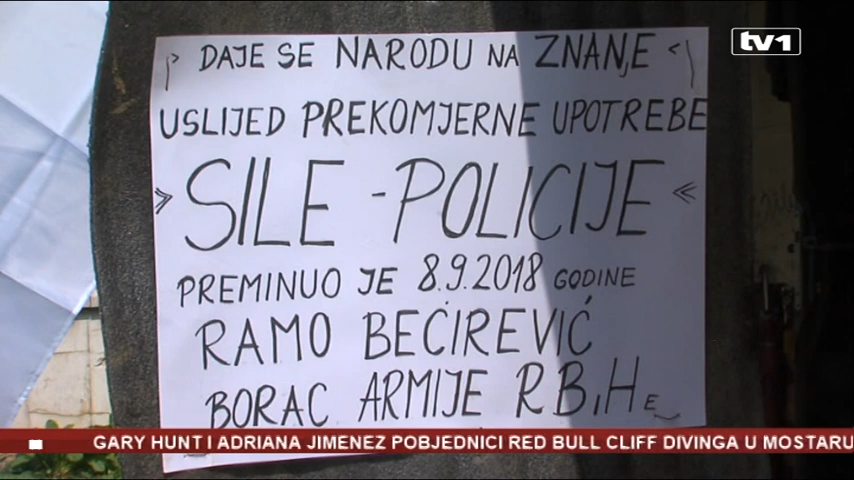 tv1
DAJE SE NARODU NA ZNANJE
USLIJED PREKOMJERNE UPOTREBE
» SILE - POLICIJE «
PREMINUO JE 8.9.2018 GODINE
RAMO BEĆIREVIĆ
BORAC ARMIJE R.B,H e
GARY HUNT I ADRIANA JIMENEZ POBJEDNICI RED BULL CLIFF DIVINGA U MOSTARU